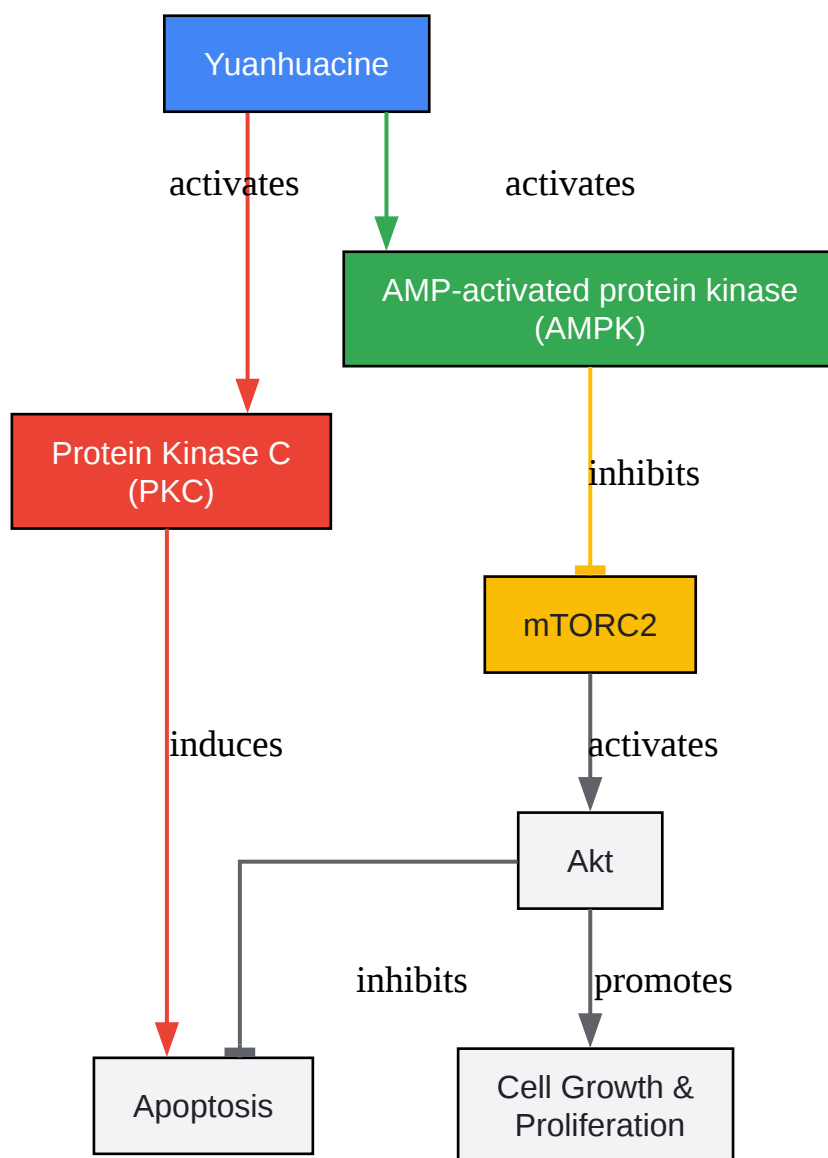 Yuanhuacine
activates
activates
AMP-activated protein kinase
(AMPK)
Protein Kinase C
(PKC)
inhibits
mTORC2
induces
activates
Akt
inhibits
promotes
Apoptosis
Cell Growth &
Proliferation